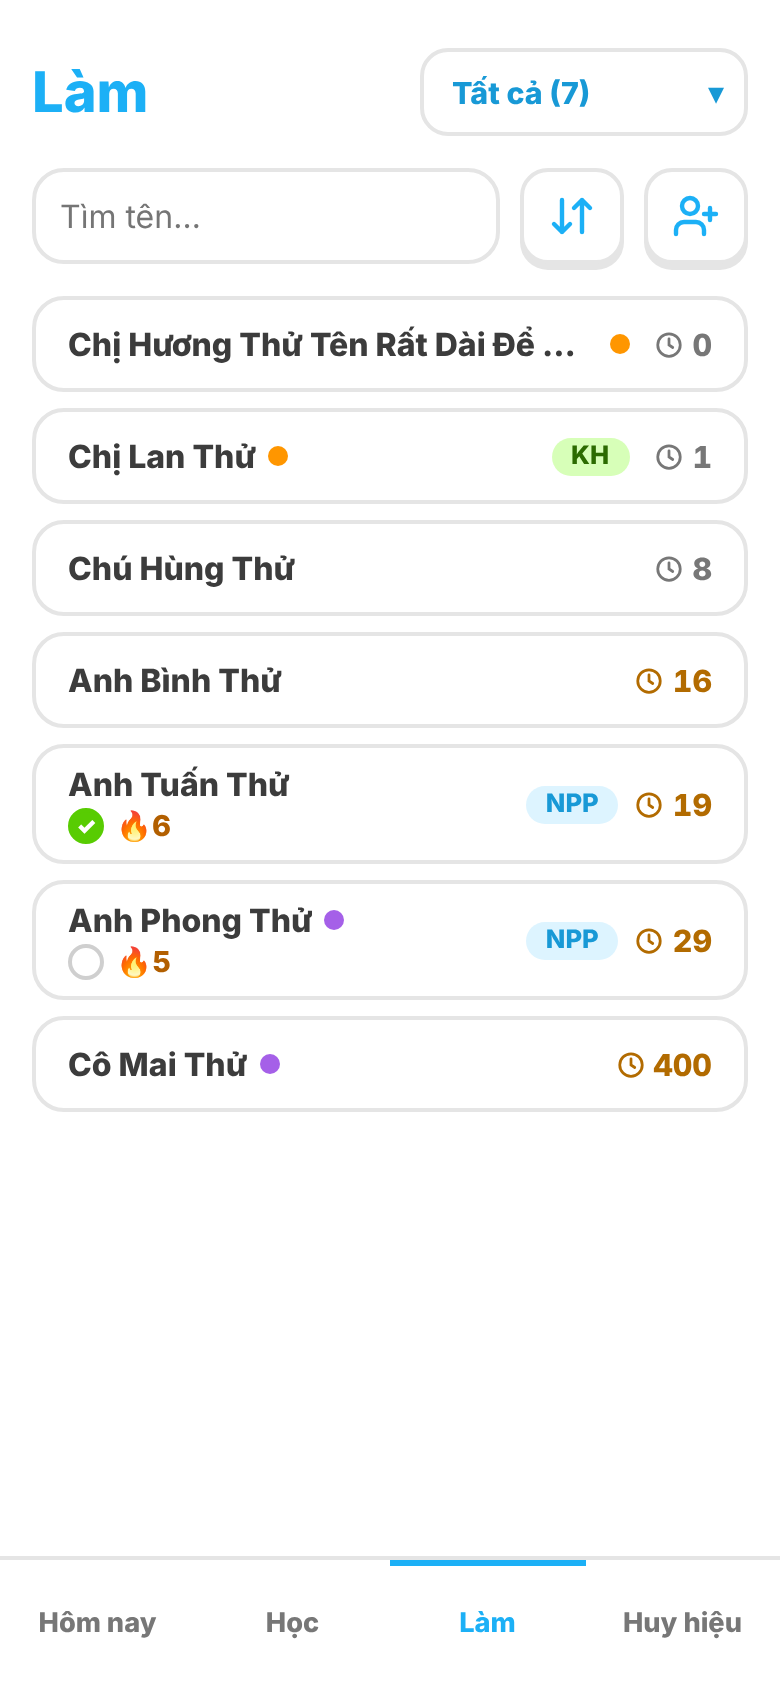 Làm
Tất cả (7) ▼
Tìm tên...
Chị Hương Thử Tên Rất Dài Để ... 0
Chị Lan Thử KH 1
Chú Hùng Thử 8
Anh Bình Thử 16
Anh Tuấn Thử NPP 19
🔥6
Anh Phong Thử NPP 29
🔥5
Cô Mai Thử 400
Hôm nay Học Làm Huy hiệu